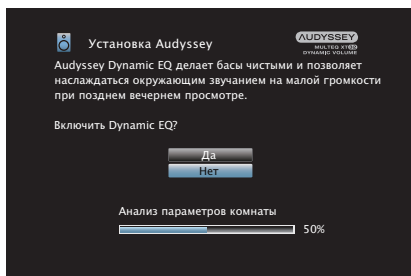 Установка Audyssey
AUDYSSEY
MULTEQ XT32
DYNAMIC VOLUME
Audyssey Dynamic EQ делает басы чистыми и позволяет
наслаждаться окружающим звучанием на малой громкости
при позднем вечернем просмотре.
Включить Dynamic EQ?
Да
Нет
Анализ параметров комнаты
50%